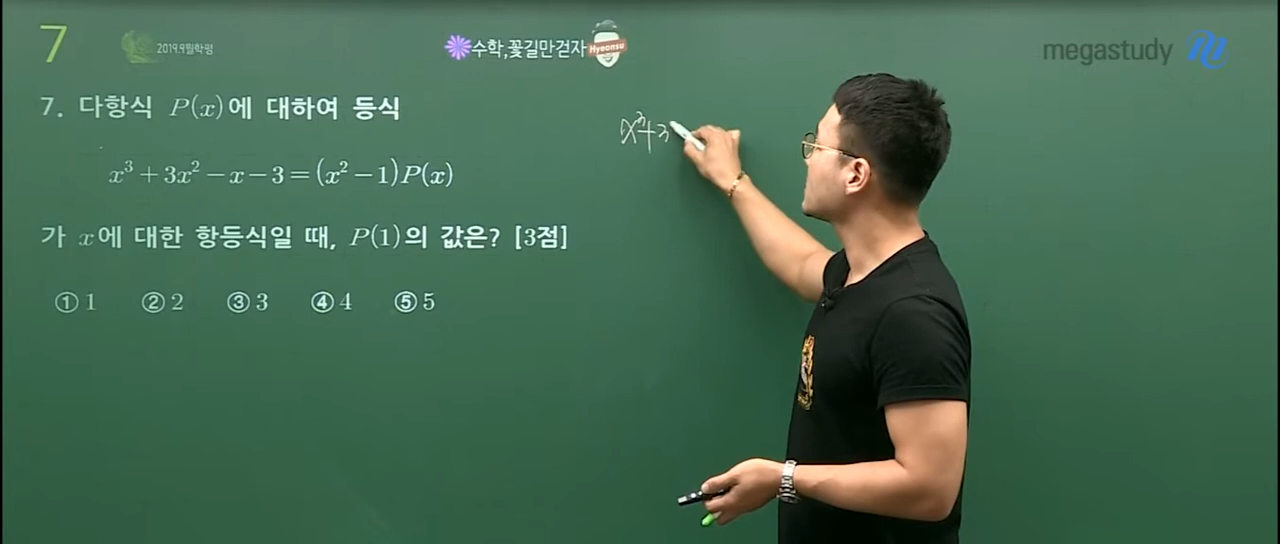 7
2019.9월학평
수학,꽃길만걷자 Hyeonsu
megastudy
7. 다항식 P(x)에 대하여 등식
x³+3x²-x-3=(x²-1)P(x)
가 x에 대한 항등식일 때, P(1)의 값은? [3점]
① 1 ② 2 ③ 3 ④ 4 ⑤ 5
x³+3